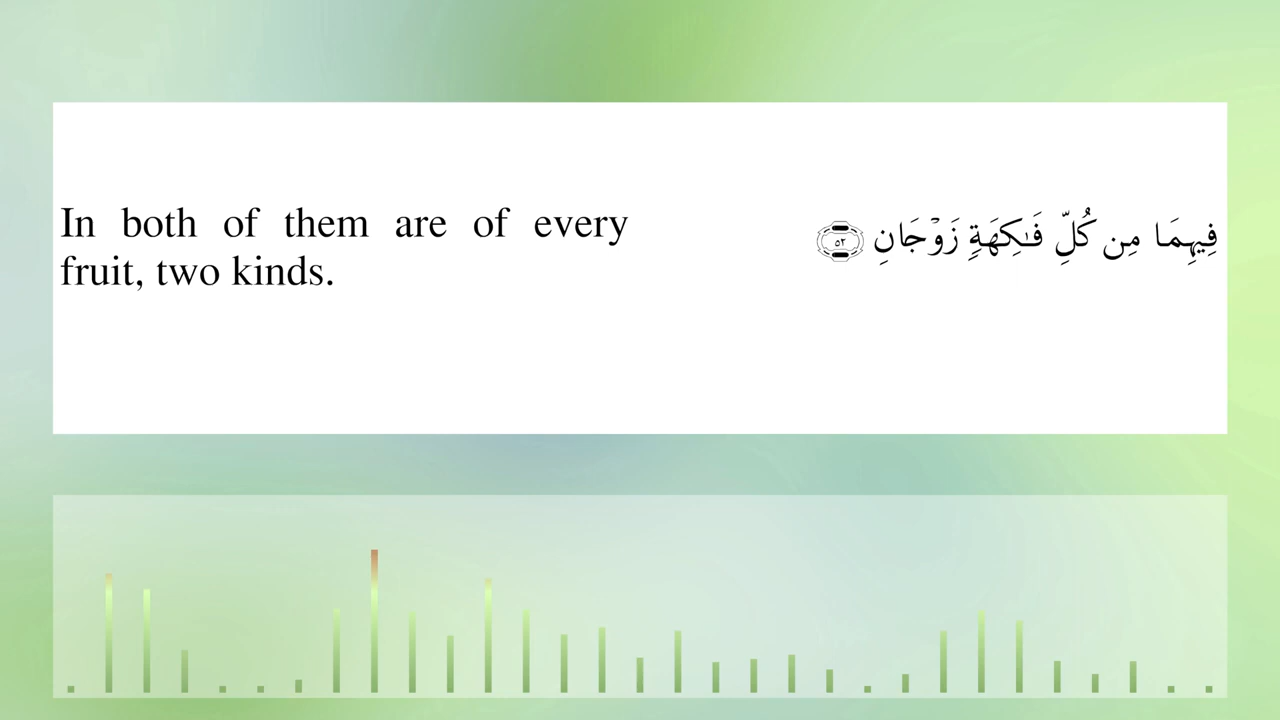 In both of them are of every
fruit, two kinds.
فِيهِمَا مِن كُلِّ فَـٰكِهَةٍۢ زَوْجَانِ ٥٢